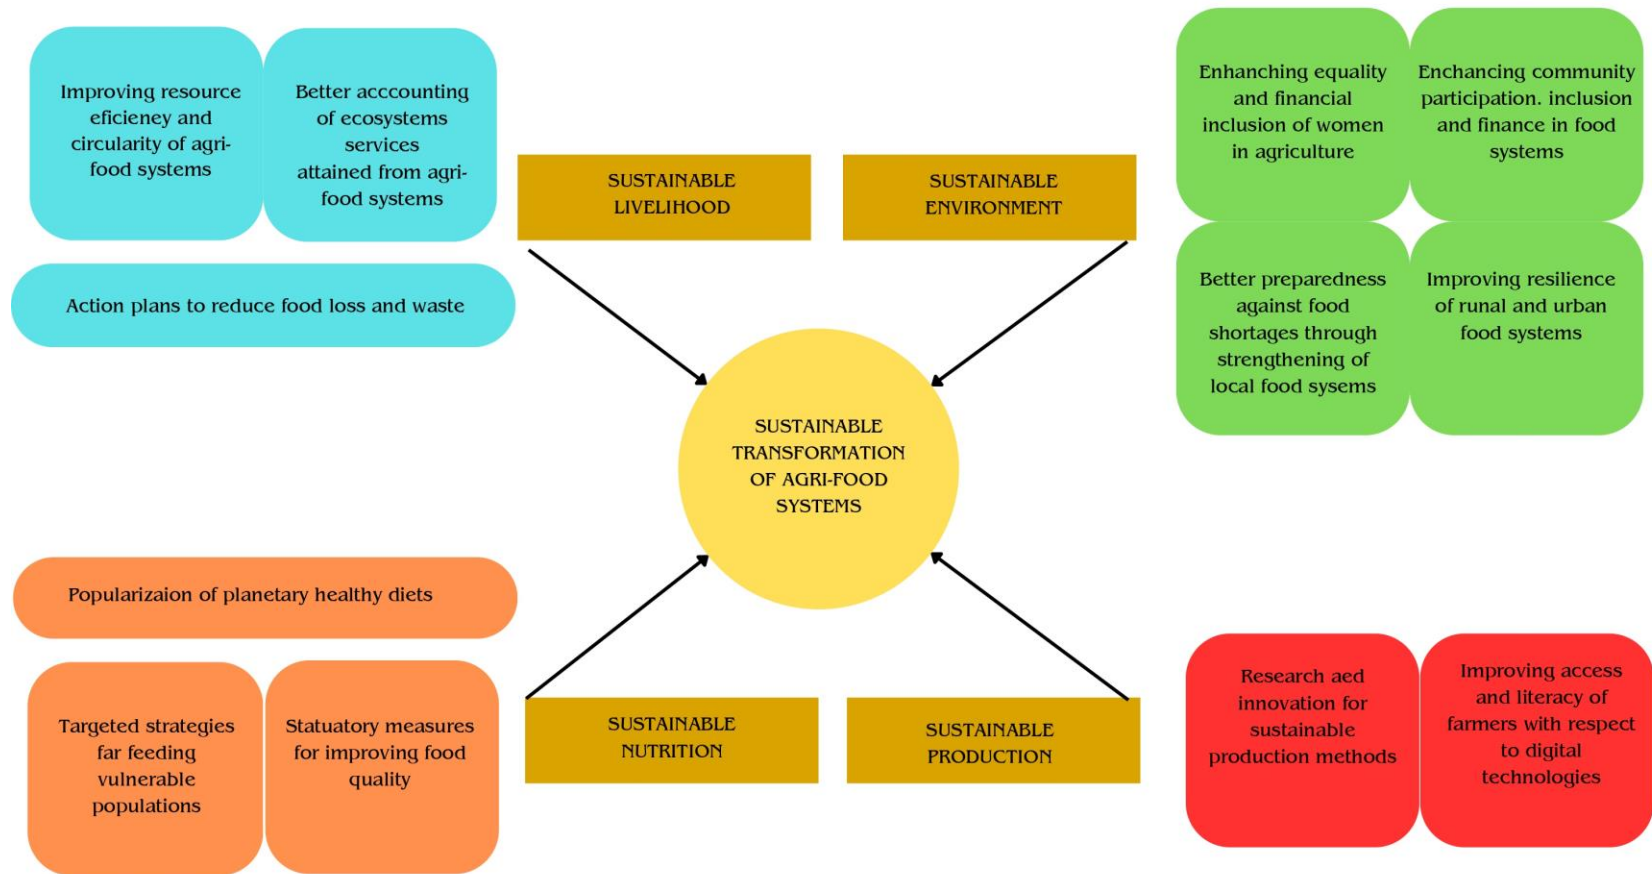 Improving resource
eficieney and
circularity of agri-
food systems
Better acccounting
of ecosystems
services
attained from agri-
food systems
Action plans to reduce food loss and waste
SUSTAINABLE
LIVELIHOOD
SUSTAINABLE
ENVIRONMENT
Enhanching equality
and financial
inclusion of women
in agriculture
Enchancing community
participation. inclusion
and finance in food
systems
Better preparedness
against food
shortages through
strengthening of
local food sysems
Improving resilience
of runal and urban
food systems
SUSTAINABLE
TRANSFORMATION
OF AGRI-FOOD
SYSTEMS
Popularizaion of planetary healthy diets
Targeted strategies
far feeding
vulnerable
populations
Statuatory measures
for improving food
quality
SUSTAINABLE
NUTRITION
SUSTAINABLE
PRODUCTION
Research aed
innovation for
sustainable
production methods
Improving access
and literacy of
farmers with respect
to digital
technologies